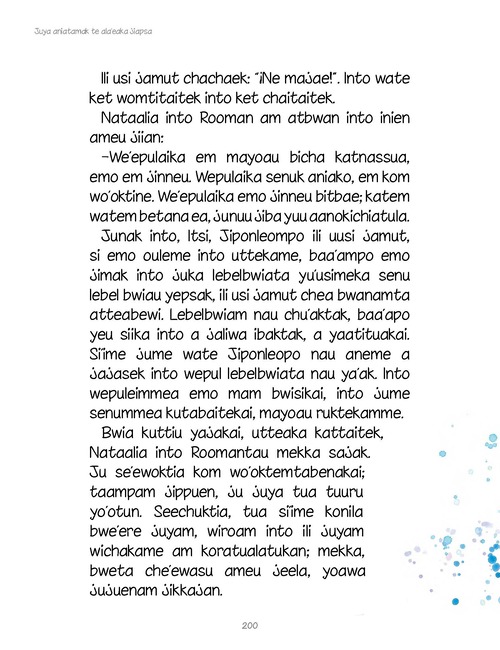 Juya aniatamak te ala'eaka jiapsa
Ili usi jamut chachaek: "¡Ne majae!". Into wate
ket womtitaitek into ket chaitaitek.
Nataalia into Rooman am atbwan into inien
ameu jiian:
–We'epulaika em mayoau bicha katnassua,
emo em jinneu. Wepulaika senuk aniako, em kom
wo'oktine. We'epulaika emo jinneu bitbae; katem
watem betana ea, junuu jiba yuu aanokichiatula.
Junak into, Itsi, Jiponleompo ili uusi jamut,
si emo ouleme into uttekame, baa'ampo emo
jimak into juka lebelbwiata yu'usimeka senu
lebel bwiau yepsak, ili usi jamut chea bwanamta
atteabewi. Lebelbwiam nau chu'aktak, baa'apo
yeu siika into a jaliwa ibaktak, a yaatituakai.
Si'ime jume wate Jiponleopo nau aneme a
jajasek into wepul lebelbwiata nau ya'ak. Into
wepuleimmea emo mam bwisikai, into jume
senummea kutabaitekai, mayoau ruktekamme.
Bwia kuttiu yajakai, utteaka kattaitek,
Nataalia into Roomantau mekka sajak.
Ju se'ewoktia kom wo'oktemtabenakai;
taampam jippuen, ju juya tua tuuru
yo'otun. Seechuktia, tua si'ime konila
bwe'ere juyam, wiroam into ili juyam
wichakame am koratualatukan; mekka,
bweta che'ewasu ameu jeela, yoawa
jujuenam jikkajan.
200